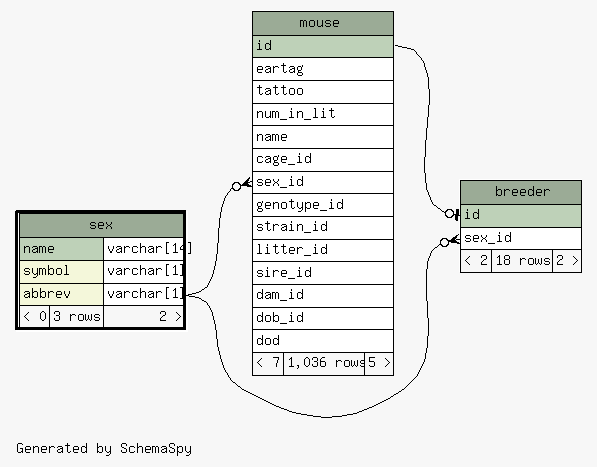 mouse
id
eartag
tattoo
num_in_lit
name
cage_id
sex_id
genotype_id
strain_id
litter_id
sire_id
dam_id
dob_id
dod
< 7 1,036 rows 5 >
breeder
id
sex_id
< 2 18 rows 2 >
sex
name varchar[14]
symbol varchar[1]
abbrev varchar[1]
< 0 3 rows 2 >
Generated by SchemaSpy